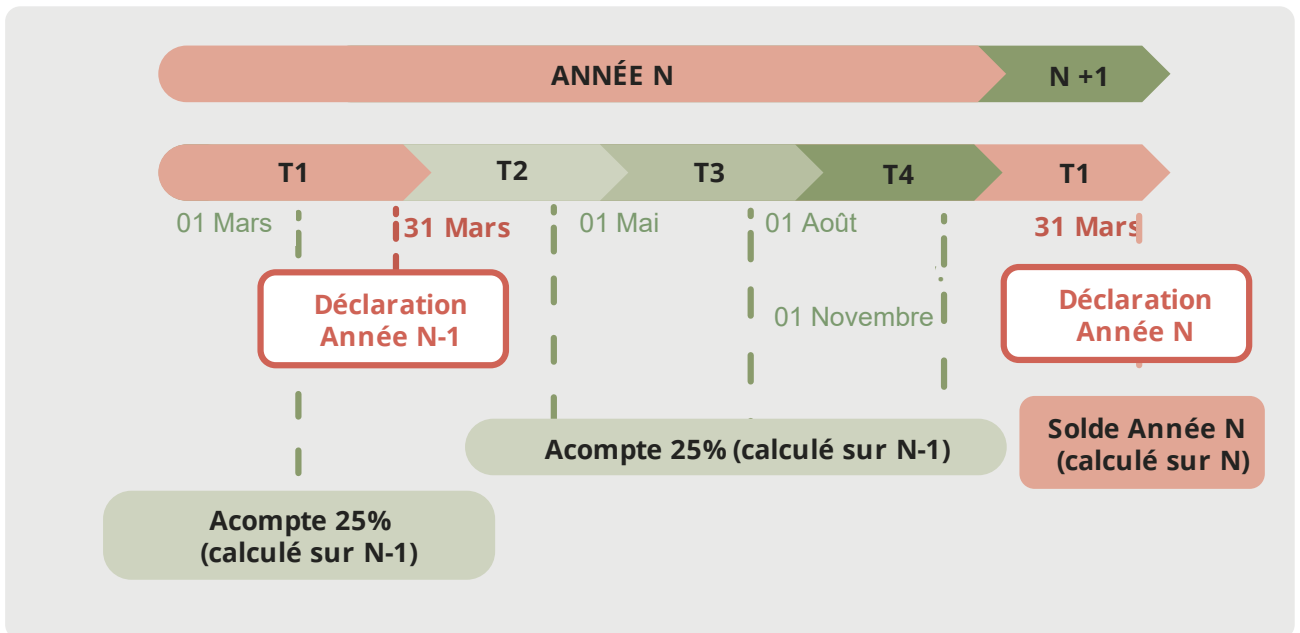 ANNÉE N
N +1
T1
T2
T3
T4
T1
01 Mars
31 Mars
01 Mai
01 Août
31 Mars
Déclaration
Année N-1
01 Novembre
Déclaration
Année N
Acompte 25% (calculé sur N-1)
Solde Année N
(calculé sur N)
Acompte 25%
(calculé sur N-1)